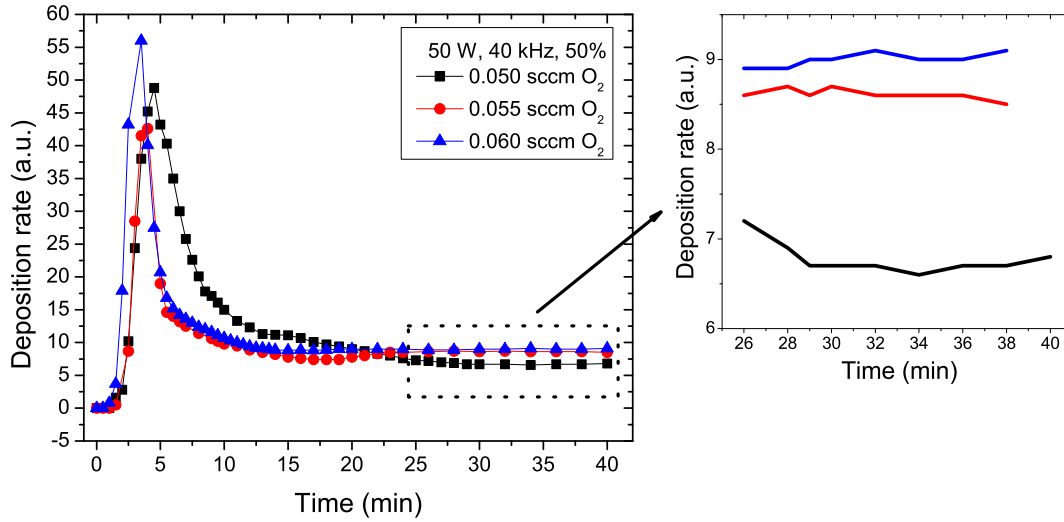 60
55
50
45
40
35
30
25
20
15
10
5
0
-5
Deposition rate (a.u.)
50 W, 40 kHz, 50%
0.050 sccm O₂
0.055 sccm O₂
0.060 sccm O₂
0 5 10 15 20 25 30 35 40
Time (min)
9
8
7
6
Deposition rate (a.u.)
26 28 30 32 34 36 38 40
Time (min)